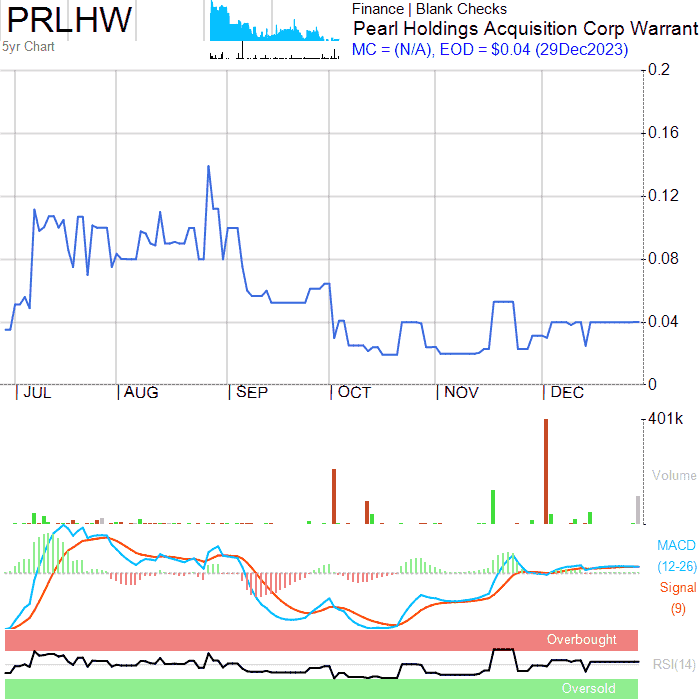 PRLHW
5yr Chart
Finance | Blank Checks
Pearl Holdings Acquisition Corp Warrant
MC = (N/A), EOD = $0.04 (29Dec2023)
0.2
0.16
0.12
0.08
0.04
0
JUL AUG SEP OCT NOV DEC
401k
Volume
MACD
(12-26)
Signal
(9)
Overbought
RSI(14)
Oversold